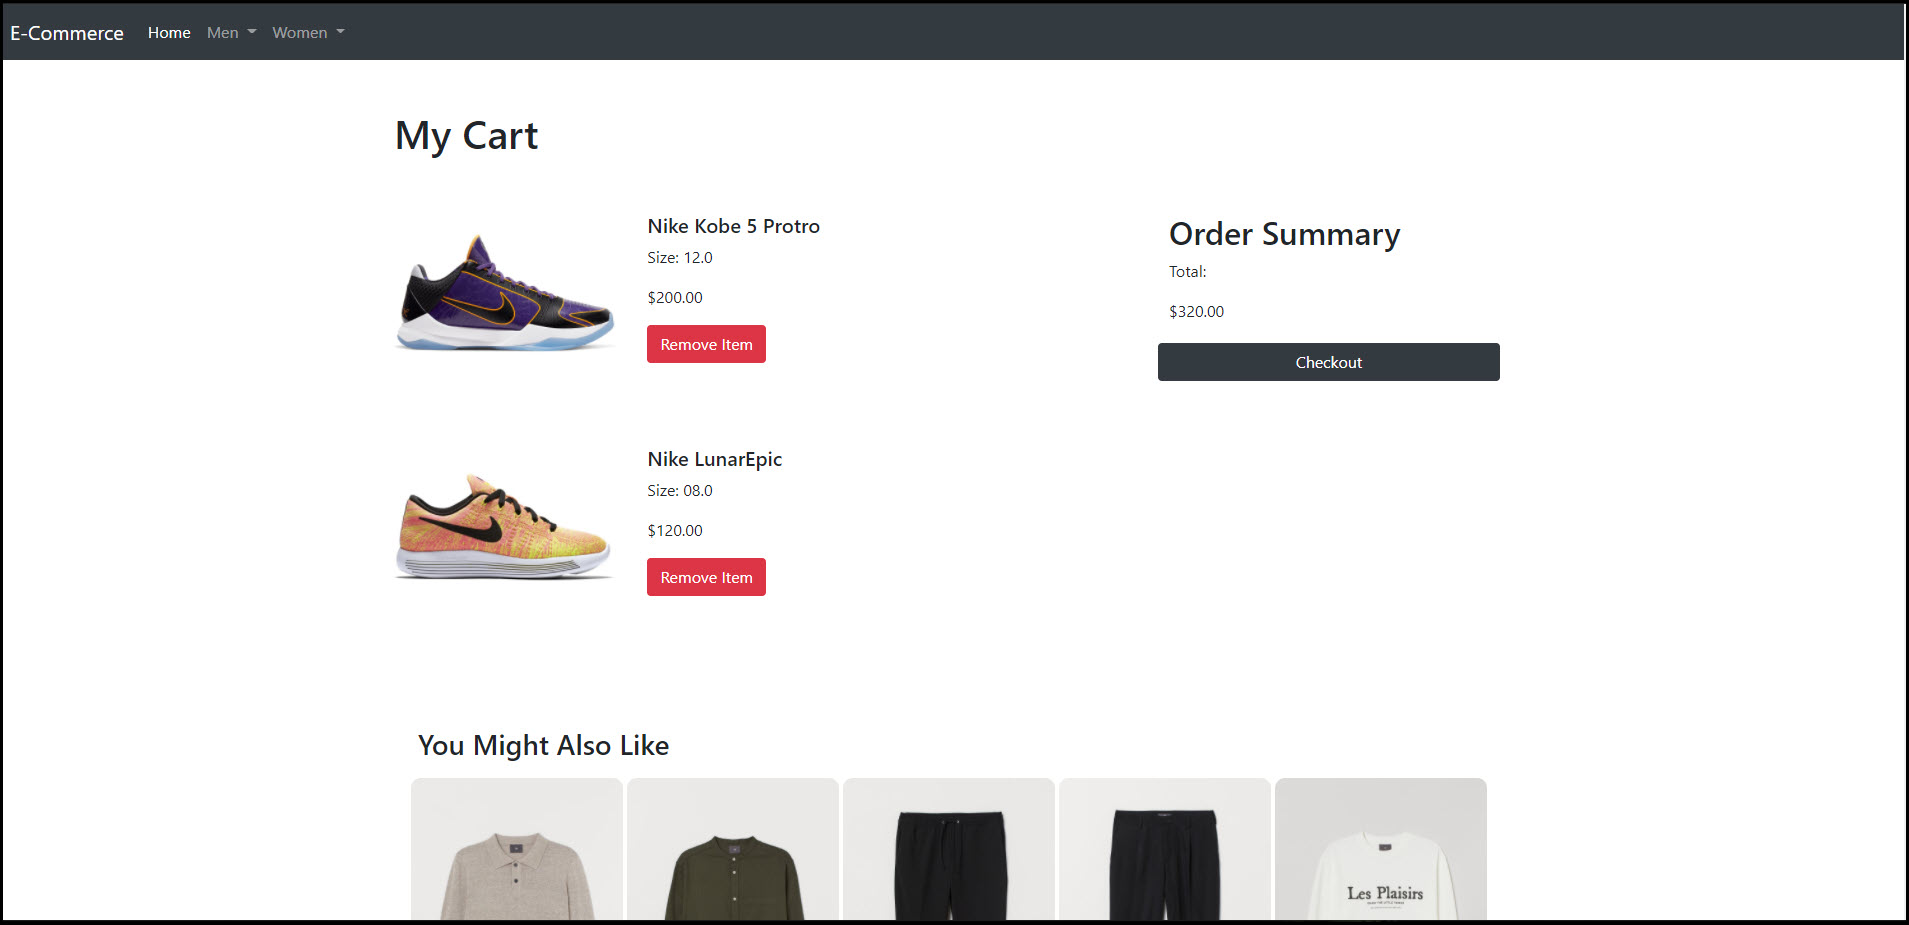 E-Commerce Home Men Women
My Cart
Nike Kobe 5 Protro
Size: 12.0
$200.00
Remove Item
Order Summary
Total:
$320.00
Checkout
Nike LunarEpic
Size: 08.0
$120.00
Remove Item
You Might Also Like
Les Plaisirs